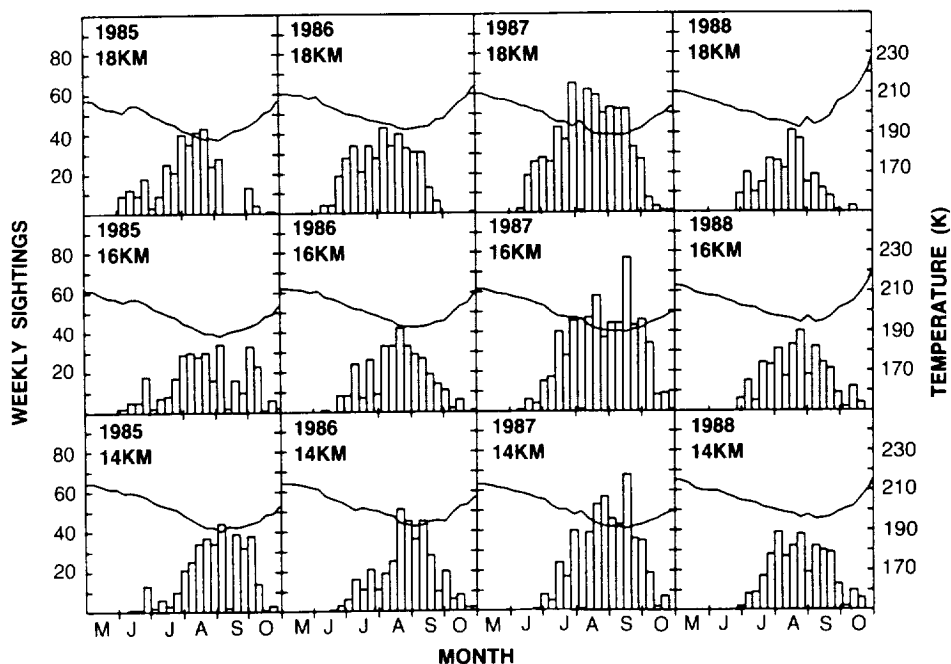 1985
18KM
1986
18KM
1987
18KM
1988
18KM
80
60
40
20
230
210
190
170
1985
16KM
1986
16KM
1987
16KM
1988
16KM
80
60
40
20
230
210
190
170
1985
14KM
1986
14KM
1987
14KM
1988
14KM
80
60
40
20
230
210
190
170
WEEKLY SIGHTINGS
TEMPERATURE (K)
M J J A S O M J J A S O M J J A S O M J J A S O
MONTH